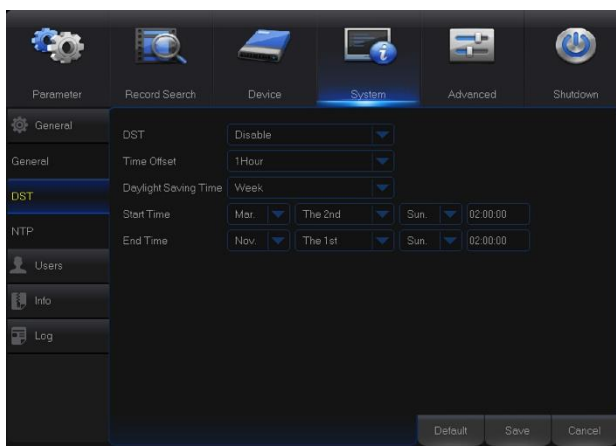 Parameter Record Search Device System Advanced Shutdown
General
General
DST
NTP
Users
Info
Log
DST Disable
Time Offset 1Hour
Daylight Saving Time Week
Start Time Mar. The 2nd Sun. 02:00:00
End Time Nov. The 1st Sun. 02:00:00
Default Save Cancel